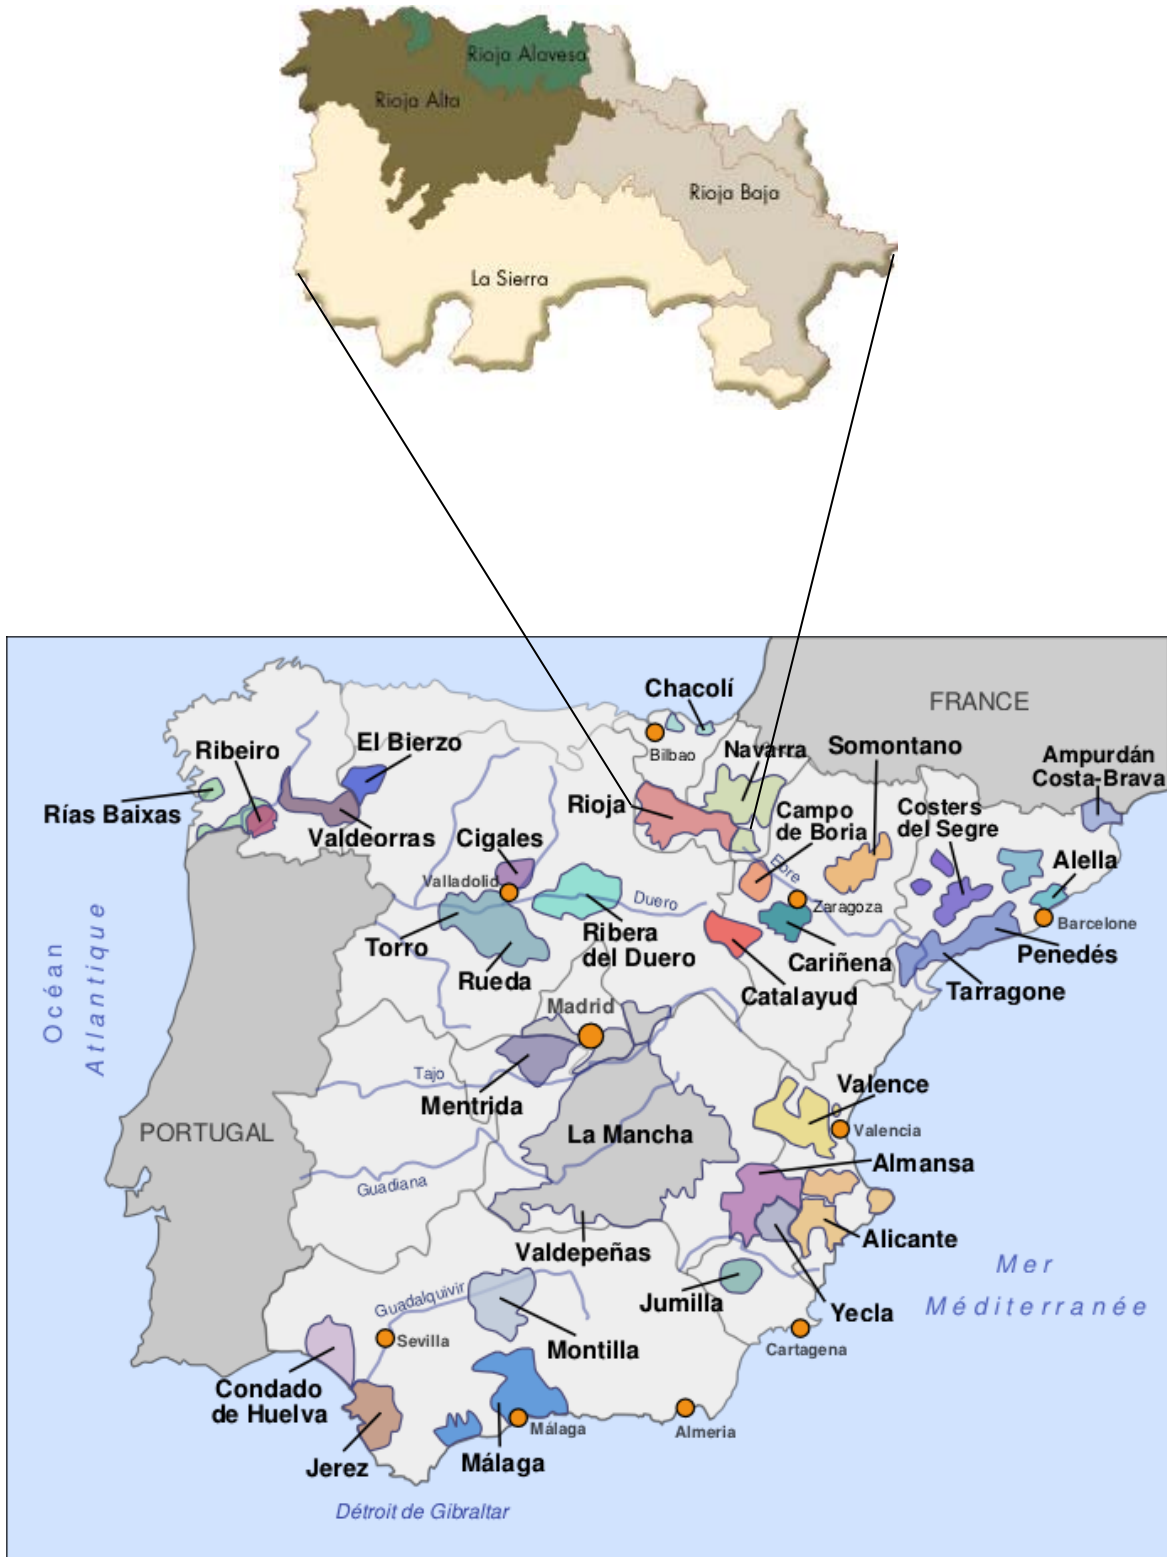 Rioja Alavesa
Rioja Alta
Rioja Baja
La Sierra
Chacolí
FRANCE
Bilbao
Navarra
Somontano
Ampurdán
Costa-Brava
Ribeiro
El Bierzo
Rías Baixas
Valdeorras
Rioja
Campo
de Boria
Costers
del Segre
Cigales
Alella
Valladolid
Ebre
Duero
Zaragoza
Barcelone
Torro
Rueda
Ribera
del Duero
Cariñena
Catalayud
Penedés
Tarragone
Océan
Atlantique
Madrid
Tajo
Mentrida
Valence
Valencia
PORTUGAL
La Mancha
Almansa
Guadiana
Valdepeñas
Alicante
Mer
Méditerranée
Guadalquivir
Jumilla
Yecla
Sevilla
Montilla
Cartagena
Condado
de Huelva
Málaga
Almeria
Jerez
Málaga
Détroit de Gibraltar